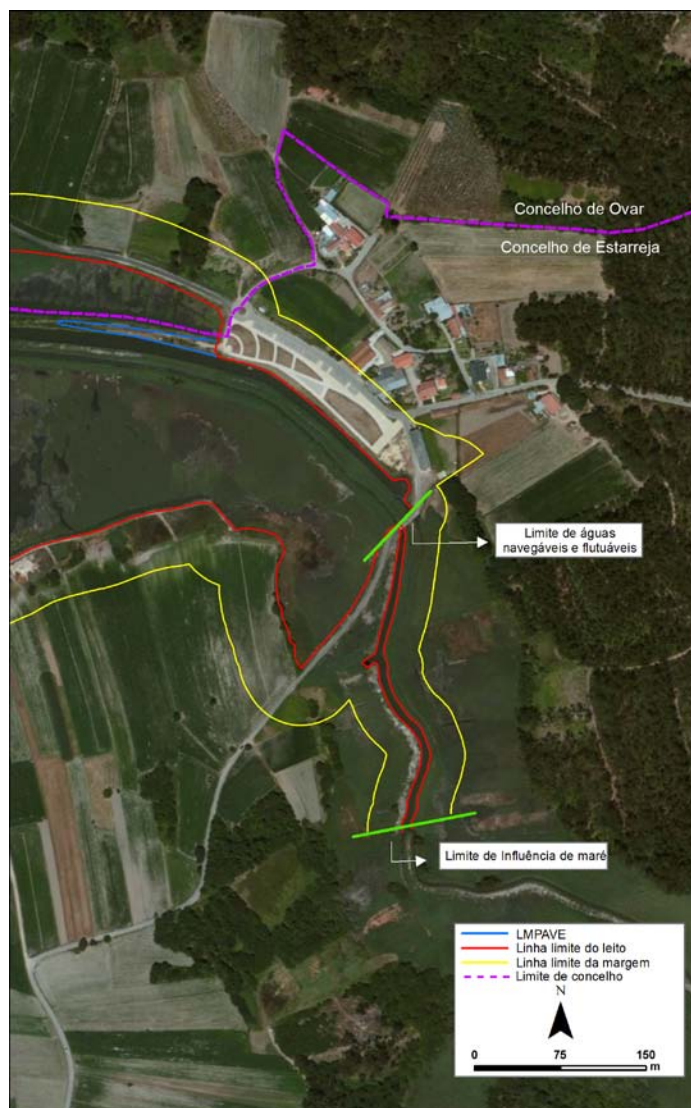 Concelho de Ovar
Concelho de Estarreja
Limite de águas
navegáveis e flutuáveis
Limite de Influência de maré
LMPAVE
Linha limite do leito
Linha limite da margem
Limite de concelho
N
0 75 150
m